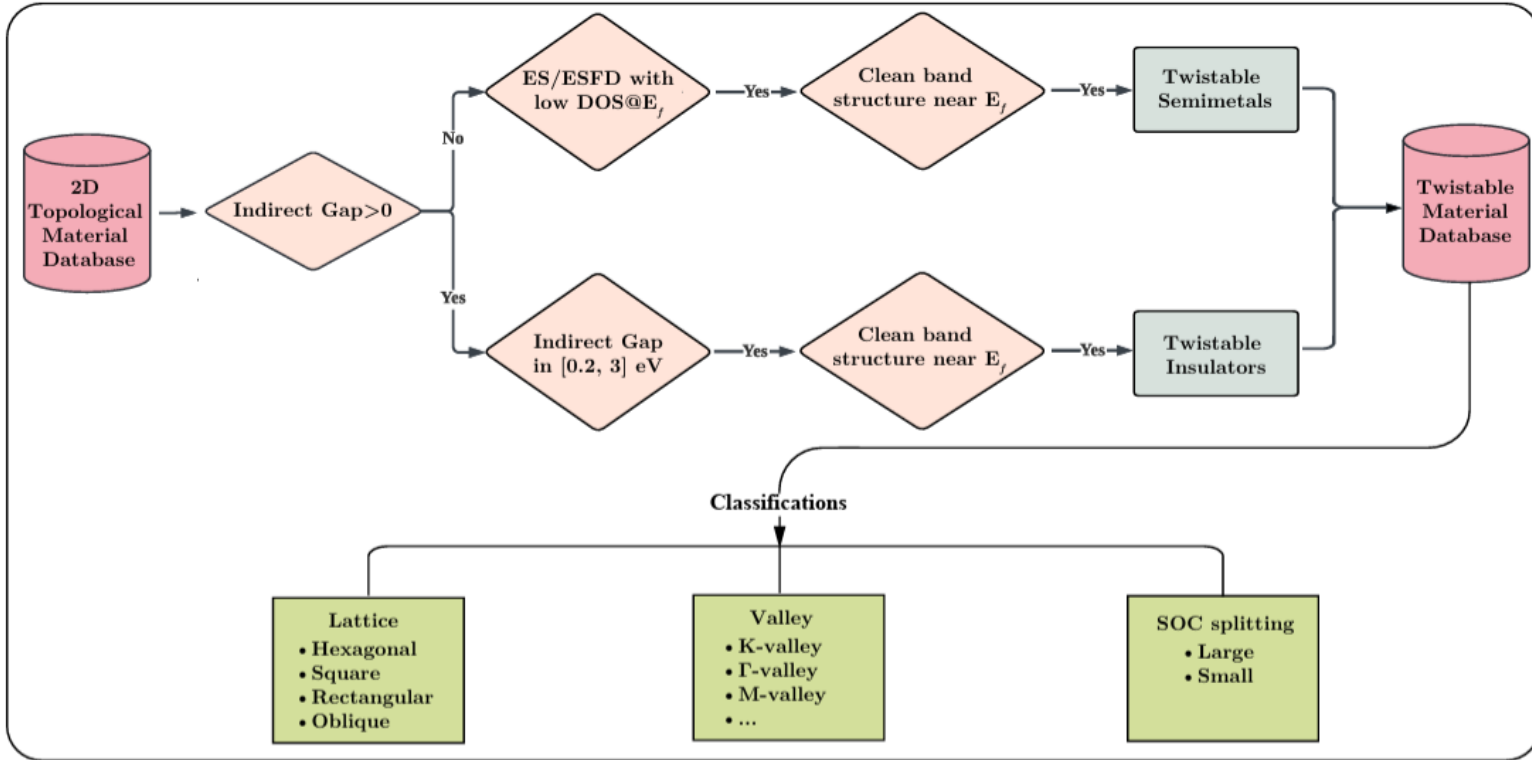 2D
Topological
Material
Database
Indirect Gap>0
No
Yes
ES/ESFD with
low DOS@E_f
Yes
Clean band
structure near E_f
Yes
Twistable
Semimetals
Indirect Gap
in [0.2, 3] eV
Yes
Clean band
structure near E_f
Yes
Twistable
Insulators
Twistable
Material
Database
Classifications
Lattice
• Hexagonal
• Square
• Rectangular
• Oblique
Valley
• K-valley
• Γ-valley
• M-valley
• ...
SOC splitting
• Large
• Small